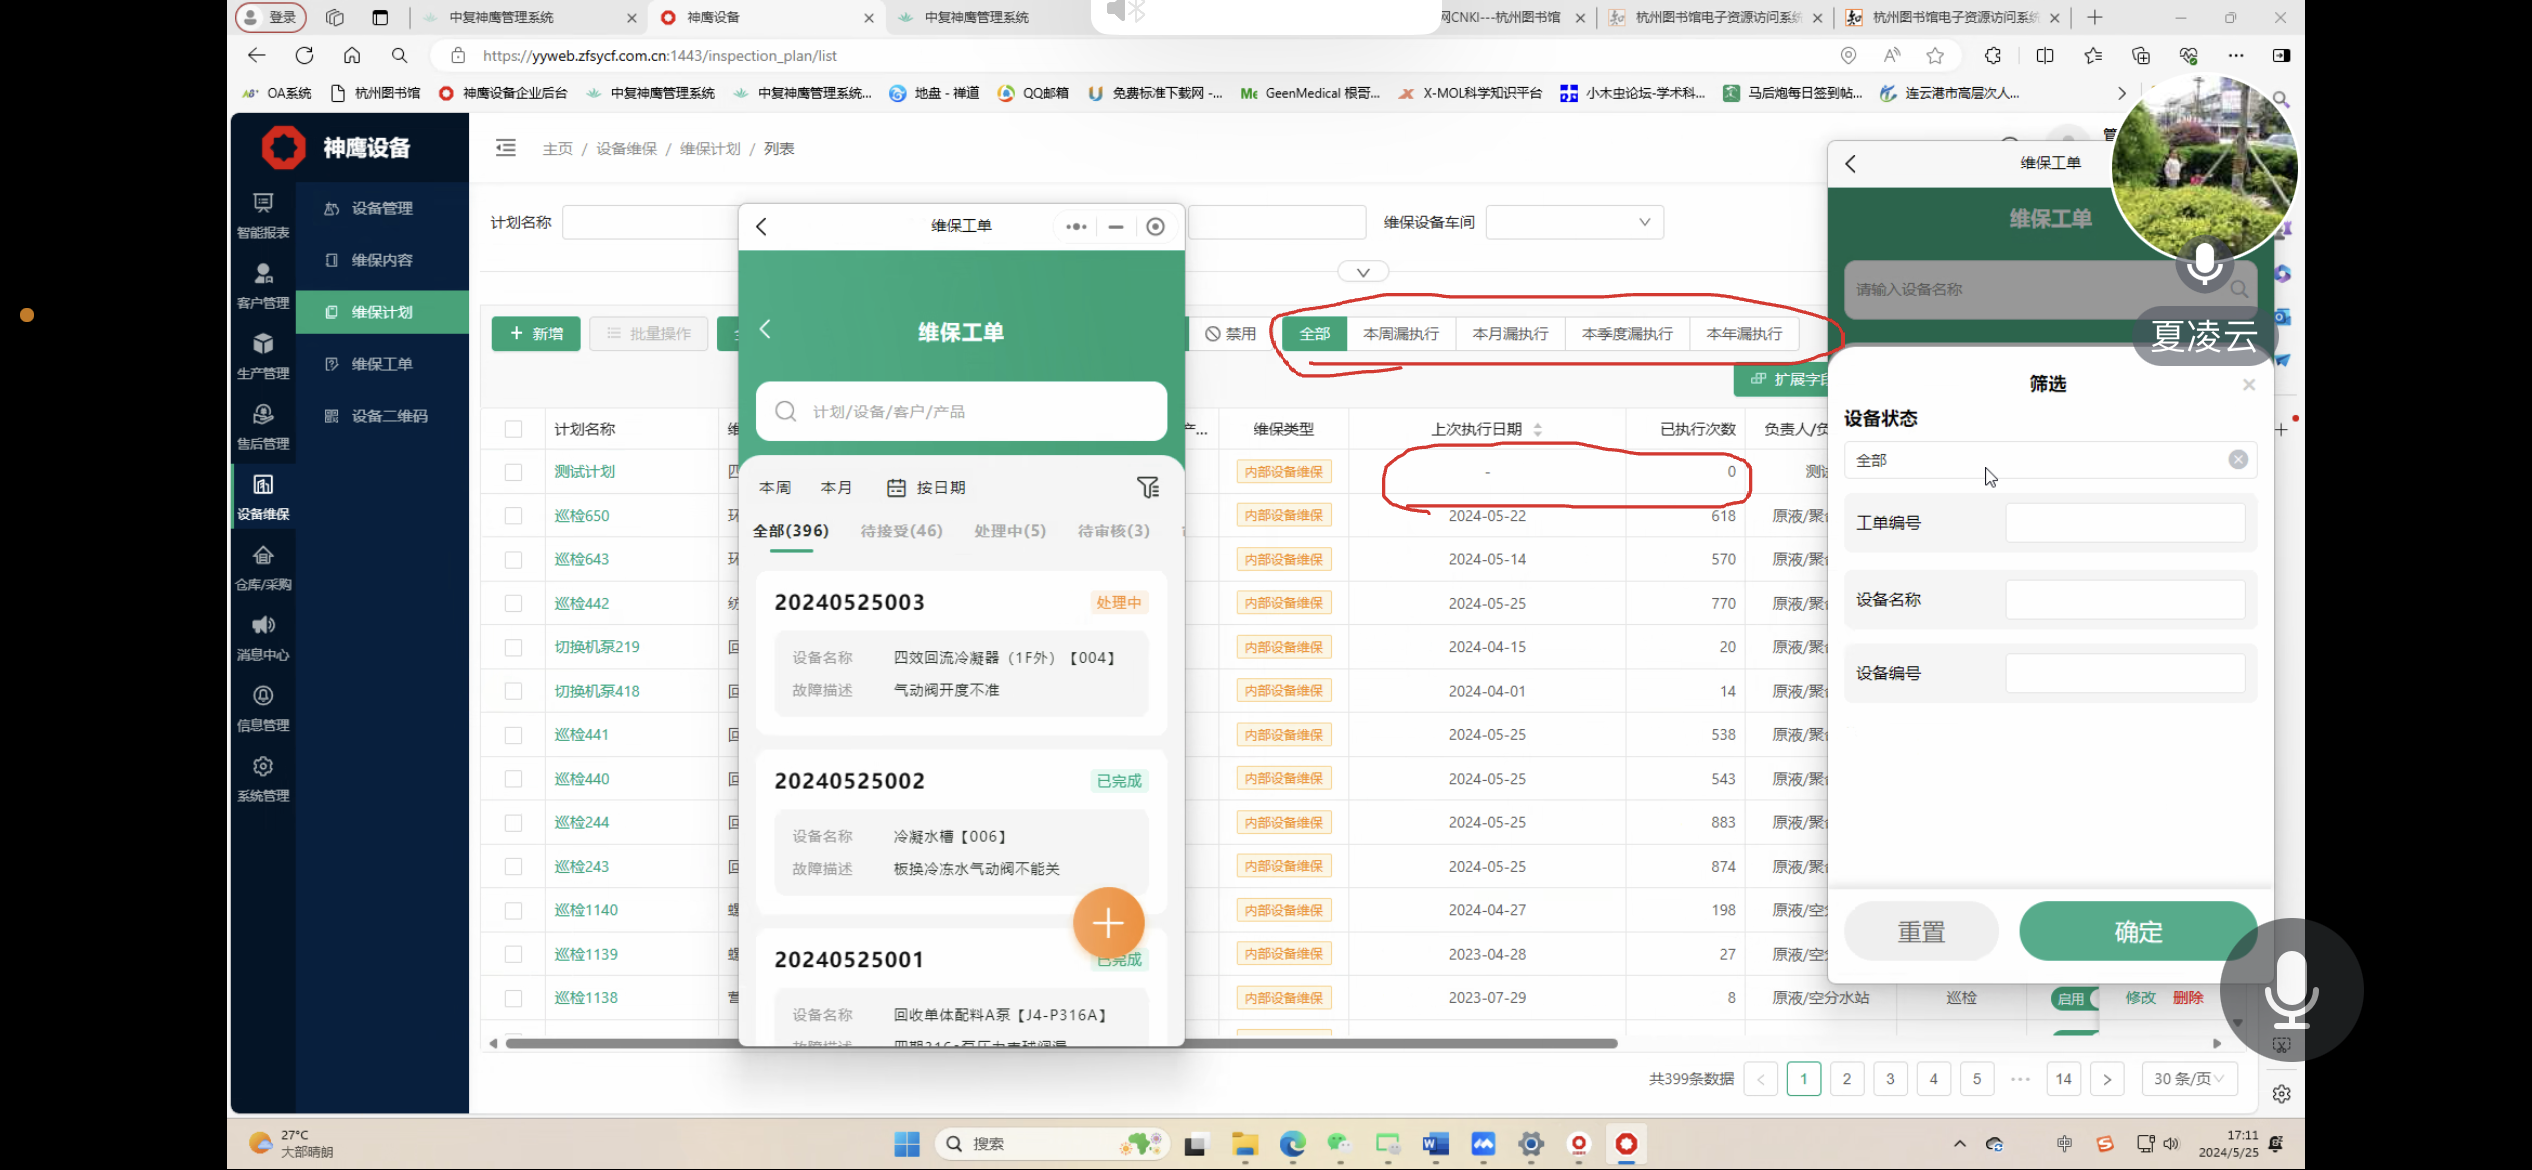 登录
中复神鹰管理系统
神鹰设备
中复神鹰管理系统
网CNKI---杭州图书馆
杭州图书馆电子资源访问系统
杭州图书馆电子资源访问系统
https://yyweb.zfsycf.com.cn:1443/inspection_plan/list
OA系统
杭州图书馆
神鹰设备企业后台
中复神鹰管理系统
中复神鹰管理系统...
地盘 - 禅道
QQ邮箱
免费标准下载网 -...
GeenMedical 根哥...
X-MOL科学知识平台
小木虫论坛-学术科...
马后炮每日签到帖...
连云港市高层次人...
神鹰设备
主页 / 设备维保 / 维保计划 / 列表
智能报表
客户管理
生产管理
售后管理
设备维保
仓库/采购
消息中心
信息管理
系统管理
设备管理
维保内容
维保计划
维保工单
设备二维码
计划名称
维保设备车间
+ 新增
批量操作
禁用
全部
本周漏执行
本月漏执行
本季度漏执行
本年漏执行
扩展字段
计划名称 维保类型 上次执行日期 已执行次数 负责人/负
测试计划 内部设备维保 - 0 测试
巡检650 内部设备维保 2024-05-22 618 原液/聚合
巡检643 内部设备维保 2024-05-14 570 原液/聚合
巡检442 内部设备维保 2024-05-25 770 原液/聚合
切换机泵219 内部设备维保 2024-04-15 20 原液/聚合
切换机泵418 内部设备维保 2024-04-01 14 原液/聚合
巡检441 内部设备维保 2024-05-25 538 原液/聚合
巡检440 内部设备维保 2024-05-25 543 原液/聚合
巡检244 内部设备维保 2024-05-25 883 原液/聚合
巡检243 内部设备维保 2024-05-25 874 原液/聚合
巡检1140 内部设备维保 2024-04-27 198 原液/空分
巡检1139 内部设备维保 2023-04-28 27 原液/空分
巡检1138 内部设备维保 2023-07-29 8 原液/空分水站 巡检 启用 修改 删除
共399条数据 1 2 3 4 5 ••• 14 30 条/页
维保工单
维保工单
计划/设备/客户/产品
本周 本月 按日期
全部(396) 待接受(46) 处理中(5) 待审核(3)
20240525003 处理中
设备名称 四效回流冷凝器（1F外）【004】
故障描述 气动阀开度不准
20240525002 已完成
设备名称 冷凝水槽【006】
故障描述 板换冷冻水气动阀不能关
20240525001 已完成
设备名称 回收单体配料A泵【J4-P316A】
维保工单
维保工单
请输入设备名称
夏凌云
筛选
设备状态
全部
工单编号
设备名称
设备编号
重置
确定
27°C
大部晴朗
搜索
中
17:11
2024/5/25